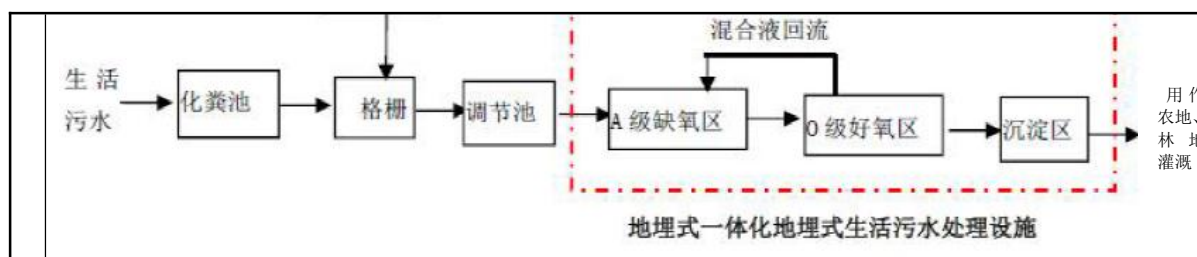 混合液回流
生 活
污水
化粪池
格栅
调节池
A 级缺氧区
O 级好氧区
沉淀区
用 作
农地、
林 地
灌溉
地埋式一体化地埋式生活污水处理设施